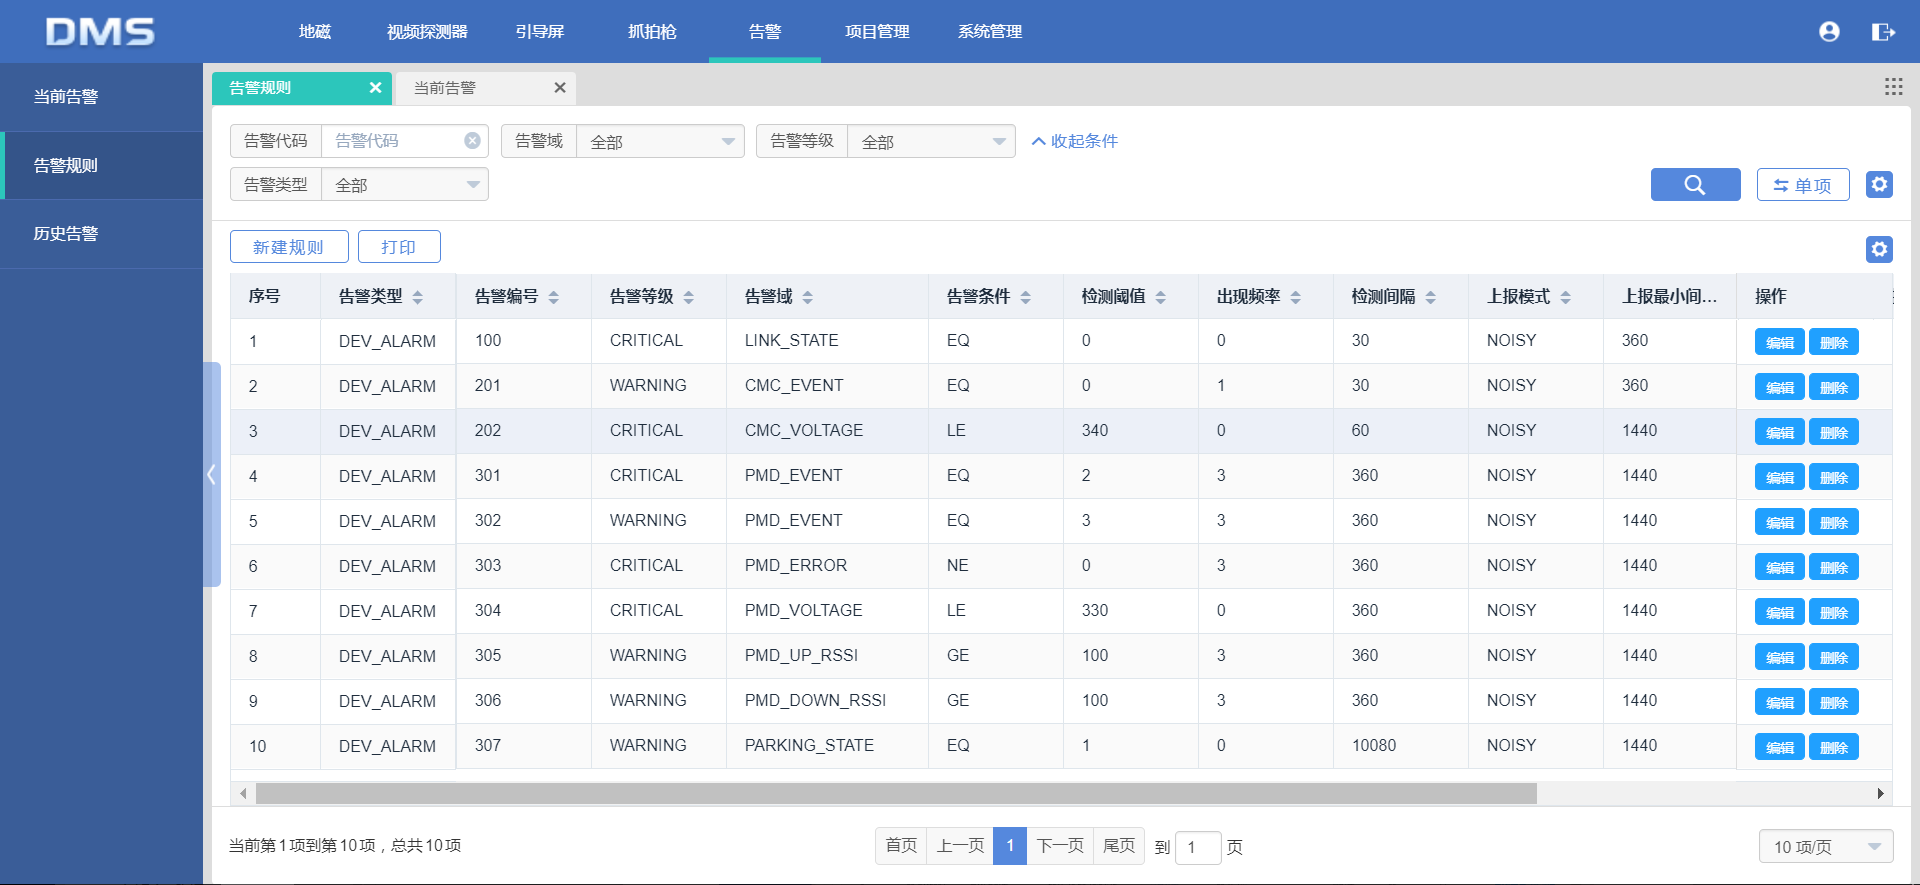 DMS 地磁 视频探测器 引导屏 抓拍枪 告警 项目管理 系统管理
当前告警
告警规则
历史告警
告警规则 当前告警
告警代码 告警代码 告警域 全部 告警等级 全部 收起条件
告警类型 全部 单项
新建规则 打印
序号 告警类型 告警编号 告警等级 告警域 告警条件 检测阈值 出现频率 检测间隔 上报模式 上报最小间... 操作
1 DEV_ALARM 100 CRITICAL LINK_STATE EQ 0 0 30 NOISY 360 编辑 删除
2 DEV_ALARM 201 WARNING CMC_EVENT EQ 0 1 30 NOISY 360 编辑 删除
3 DEV_ALARM 202 CRITICAL CMC_VOLTAGE LE 340 0 60 NOISY 1440 编辑 删除
4 DEV_ALARM 301 CRITICAL PMD_EVENT EQ 2 3 360 NOISY 1440 编辑 删除
5 DEV_ALARM 302 WARNING PMD_EVENT EQ 3 3 360 NOISY 1440 编辑 删除
6 DEV_ALARM 303 CRITICAL PMD_ERROR NE 0 3 360 NOISY 1440 编辑 删除
7 DEV_ALARM 304 CRITICAL PMD_VOLTAGE LE 330 0 360 NOISY 1440 编辑 删除
8 DEV_ALARM 305 WARNING PMD_UP_RSSI GE 100 3 360 NOISY 1440 编辑 删除
9 DEV_ALARM 306 WARNING PMD_DOWN_RSSI GE 100 3 360 NOISY 1440 编辑 删除
10 DEV_ALARM 307 WARNING PARKING_STATE EQ 1 0 10080 NOISY 1440 编辑 删除
当前第1项到第10项，总共10项 首页 上一页 1 下一页 尾页 到 1 页 10 项/页